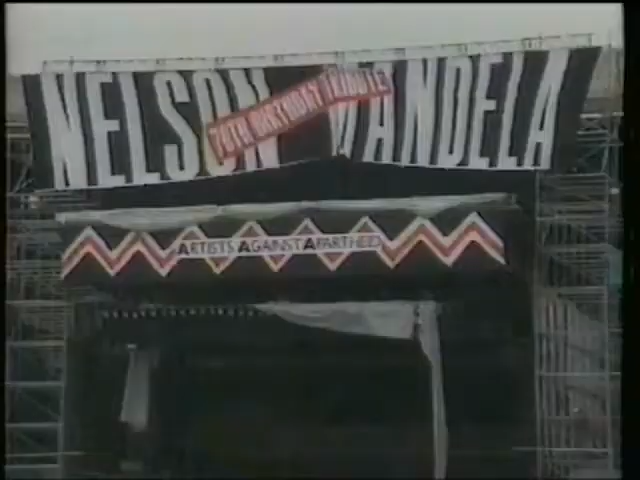 NELSON MANDELA
70TH BIRTHDAY TRIBUTE
ARTISTS AGAINST APARTHEID